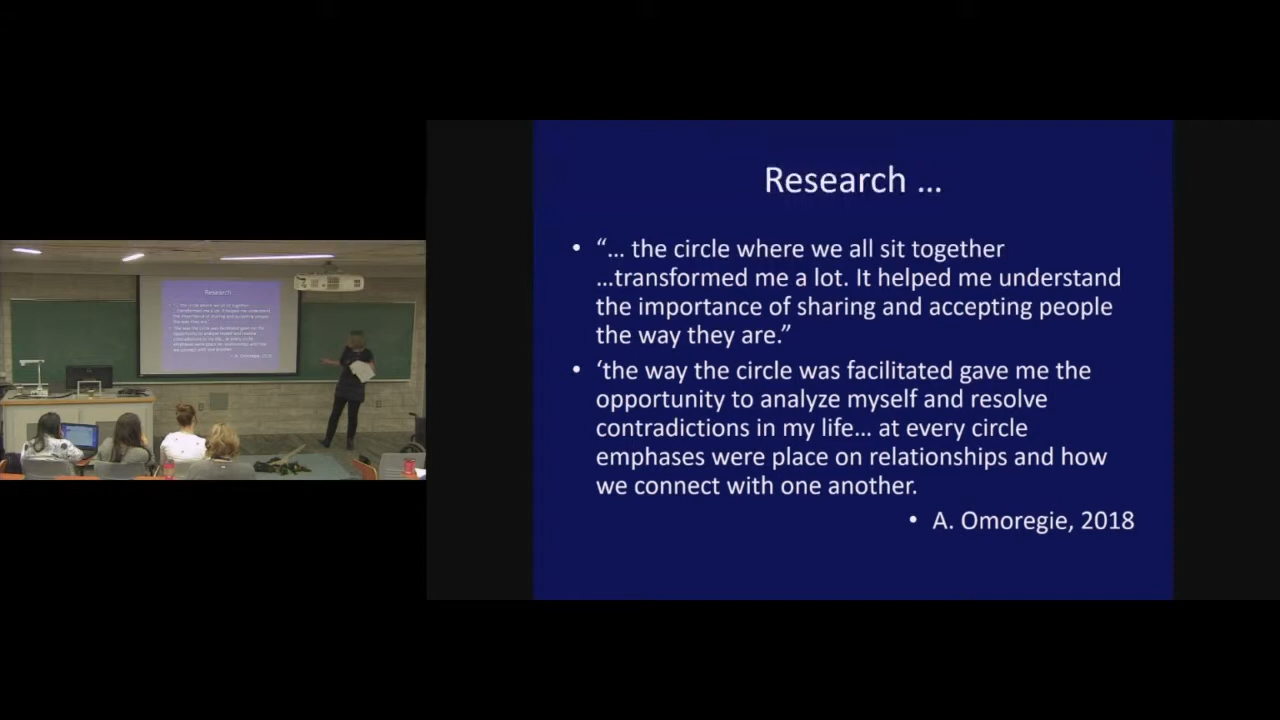 Research ...
• “... the circle where we all sit together
...transformed me a lot. It helped me understand
the importance of sharing and accepting people
the way they are.”
• ‘the way the circle was facilitated gave me the
opportunity to analyze myself and resolve
contradictions in my life... at every circle
emphases were place on relationships and how
we connect with one another.
• A. Omoregie, 2018